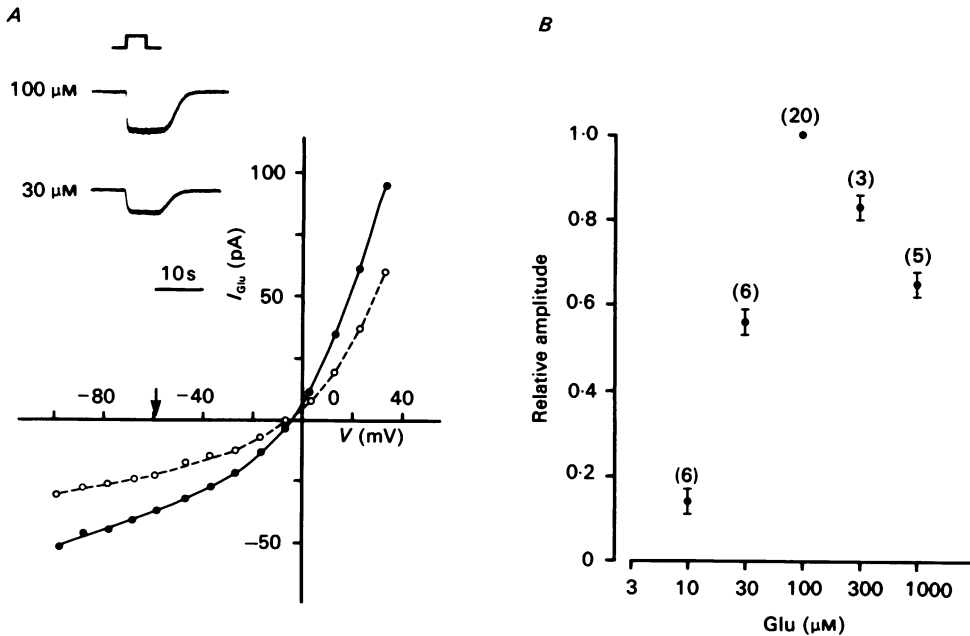 A
100 μM
30 μM
10 s
I Glu (pA)
100
50
−50
−80
−40
0
40
V (mV)
B
Relative amplitude
1·0
0·8
0·6
0·4
0·2
0
(6)
(6)
(20)
(3)
(5)
3
10
30
100
300
1000
Glu (μM)